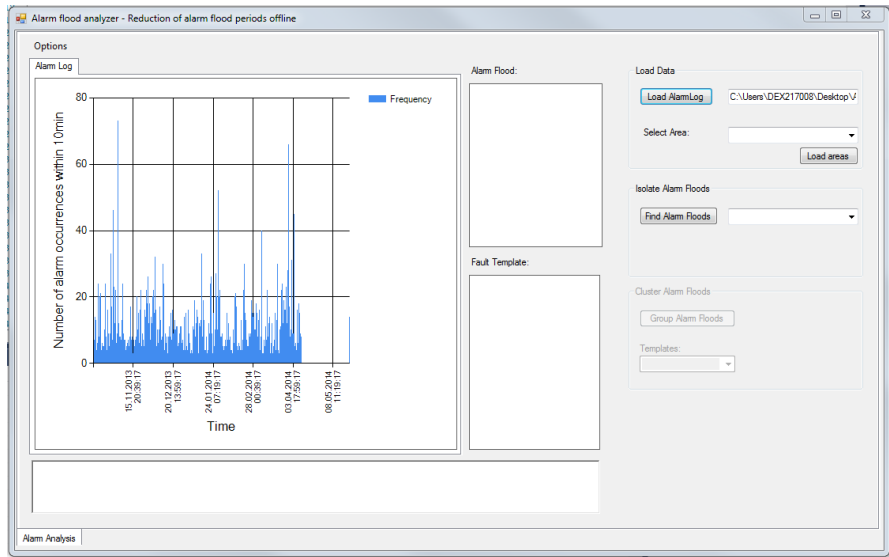 Alarm flood analyzer - Reduction of alarm flood periods offline
Options
Alarm Log
Number of alarm occurrences within 10min
80
60
40
20
0
15.11.2013
20:39:17
20.12.2013
13:59:17
24.01.2014
07:19:17
28.02.2014
00:39:17
03.04.2014
17:59:17
08.05.2014
11:19:17
Time
Frequency
Alarm Flood:
Fault Template:
Load Data
Load AlarmLog
C:\Users\DEX217008\Desktop\
Select Area:
Load areas
Isolate Alarm Floods
Find Alarm Floods
Cluster Alarm Floods
Group Alarm Floods
Templates:
Alarm Analysis